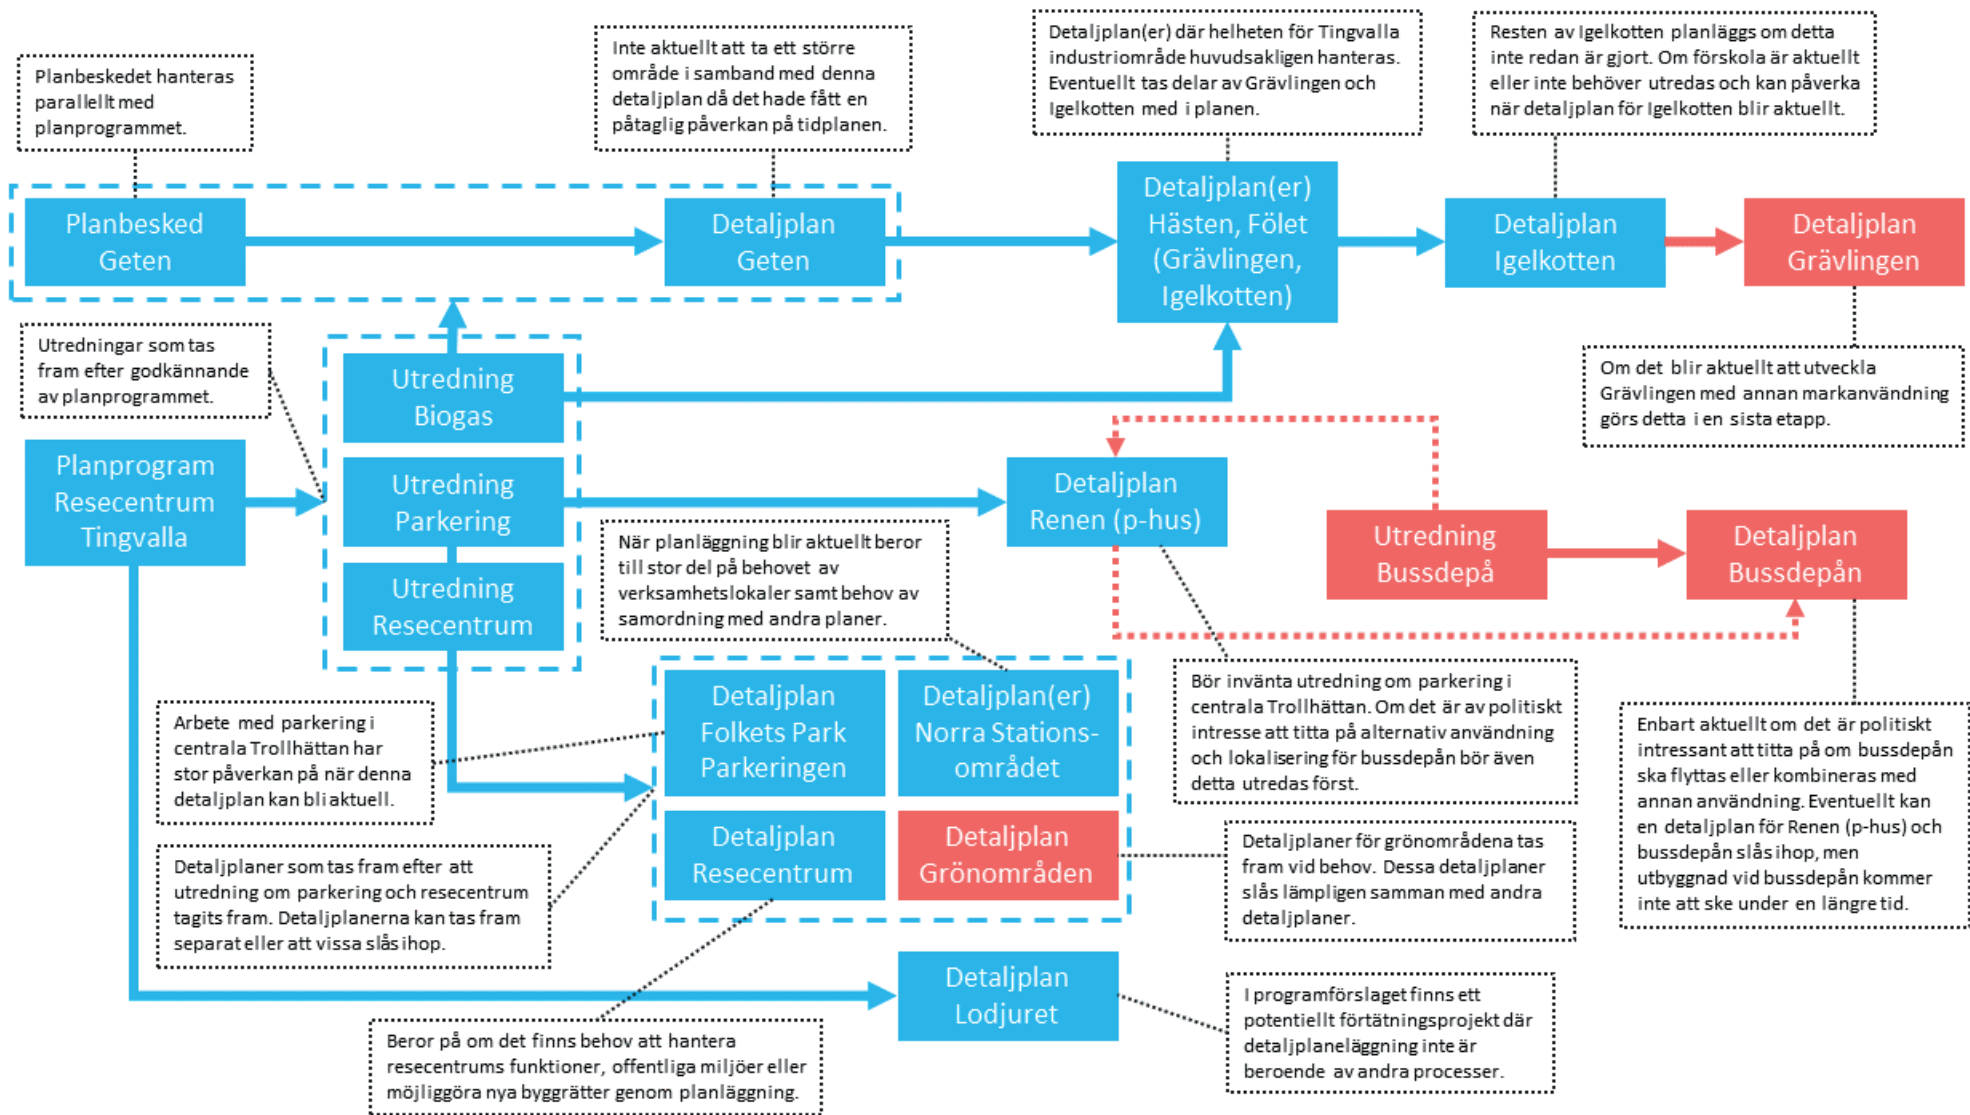 Planbeskedet hanteras
parallellt med
planprogrammet.
Inte aktuellt att ta ett större
område i samband med denna
detaljplan då det hade fått en
påtaglig påverkan på tidplanen.
Detaljplan(er) där helheten för Tingvalla
industriområde huvudsakligen hanteras.
Eventuellt tas delar av Grävlingen och
Igelkotten med i planen.
Resten av Igelkotten planläggs om detta
inte redan är gjort. Om förskola är aktuellt
eller inte behöver utredas och kan påverka
när detaljplan för Igelkotten blir aktuellt.
Planbesked
Geten
Detaljplan
Geten
Detaljplan(er)
Hästen, Fölet
(Grävlingen,
Igelkotten)
Detaljplan
Igelkotten
Detaljplan
Grävlingen
Utredningar som tas
fram efter godkännande
av planprogrammet.
Utredning
Biogas
Om det blir aktuellt att utveckla
Grävlingen med annan markanvändning
görs detta i en sista etapp.
Planprogram
Resecentrum
Tingvalla
Utredning
Parkering
Detaljplan
Renen (p-hus)
Utredning
Bussdepå
Detaljplan
Bussdepån
Utredning
Resecentrum
När planläggning blir aktuellt beror
till stor del på behovet av
verksamhetslokaler samt behov av
samordning med andra planer.
Arbete med parkering i
centrala Trollhättan har
stor påverkan på när denna
detaljplan kan bli aktuell.
Detaljplan
Folkets Park
Parkeringen
Detaljplan(er)
Norra Stations-
området
Bör invänta utredning om parkering i
centrala Trollhättan. Om det är av politiskt
intresse att titta på alternativ användning
och lokalisering för bussdepån bör även
detta utredas först.
Enbart aktuellt om det är politiskt
intressant att titta på om bussdepån
ska flyttas eller kombineras med
annan användning. Eventuellt kan
en detaljplan för Renen (p-hus) och
bussdepån slås ihop, men
utbyggnad vid bussdepån kommer
inte att ske under en längre tid.
Detaljplaner som tas fram efter att
utredning om parkering och resecentrum
tagits fram. Detaljplanerna kan tas fram
separat eller att vissa slås ihop.
Detaljplan
Resecentrum
Detaljplan
Grönområden
Detaljplaner för grönområdena tas
fram vid behov. Dessa detaljplaner
slås lämpligen samman med andra
detaljplaner.
Detaljplan
Lodjuret
Beror på om det finns behov att hantera
resecentrums funktioner, offentliga miljöer eller
möjliggöra nya byggrätter genom planläggning.
I programförslaget finns ett
potentiellt förtätningsprojekt där
detaljplaneläggning inte är
beroende av andra processer.